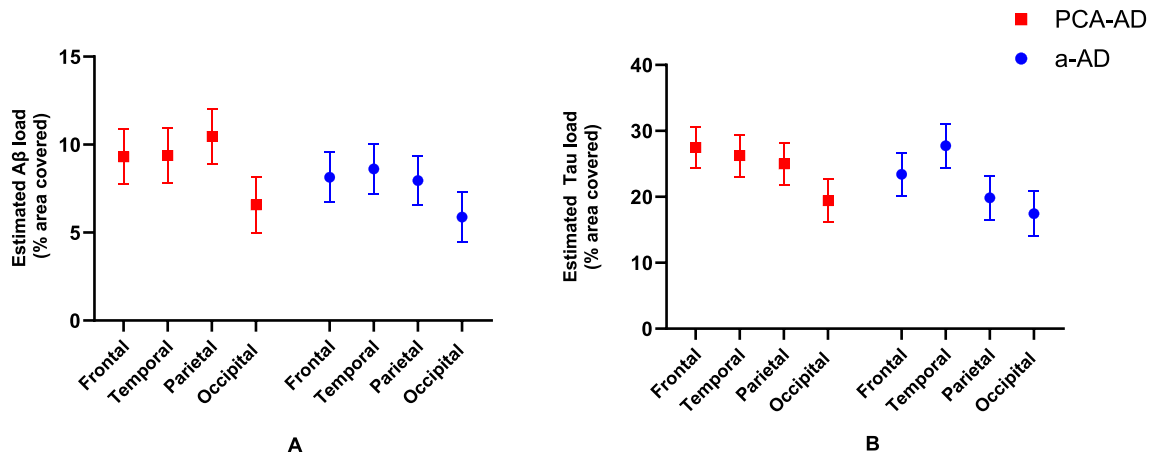 PCA-AD
a-AD
Estimated Aβ load
(% area covered)
15
10
5
0
Frontal
Temporal
Parietal
Occipital
Frontal
Temporal
Parietal
Occipital
A
Estimated Tau load
(% area covered)
40
30
20
10
0
Frontal
Temporal
Parietal
Occipital
Frontal
Temporal
Parietal
Occipital
B